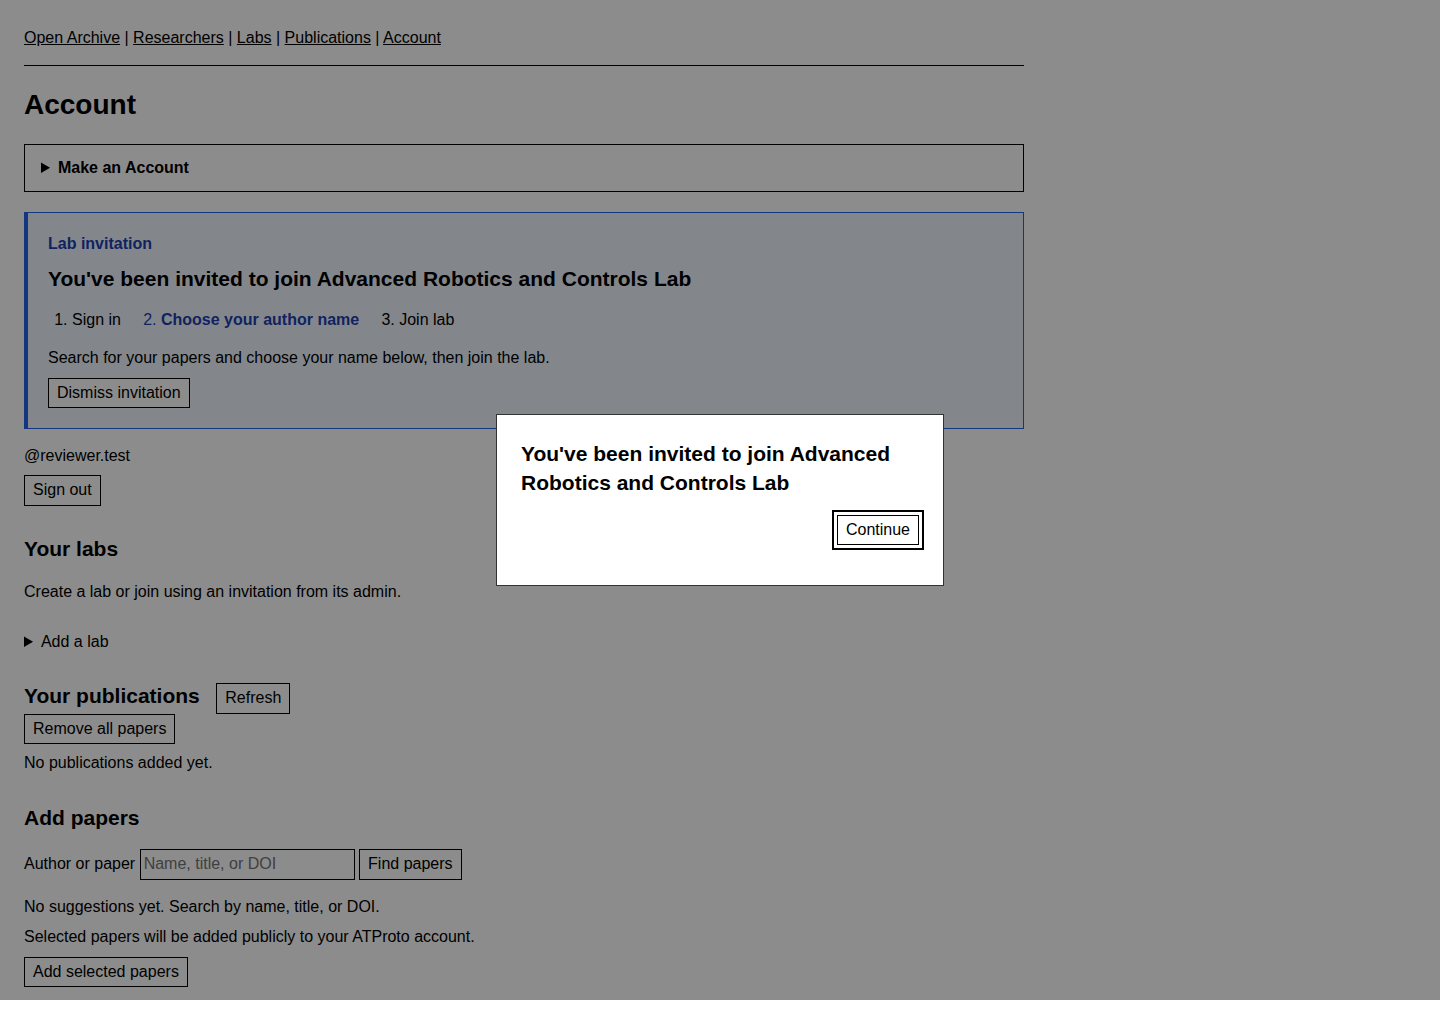 Open Archive | Researchers | Labs | Publications | Account
Account
Make an Account
Lab invitation
You've been invited to join Advanced Robotics and Controls Lab
1. Sign in 2. Choose your author name 3. Join lab
Search for your papers and choose your name below, then join the lab.
Dismiss invitation
You've been invited to join Advanced
Robotics and Controls Lab
Continue
@reviewer.test
Sign out
Your labs
Create a lab or join using an invitation from its admin.
Add a lab
Your publications Refresh
Remove all papers
No publications added yet.
Add papers
Author or paper Name, title, or DOI Find papers
No suggestions yet. Search by name, title, or DOI.
Selected papers will be added publicly to your ATProto account.
Add selected papers